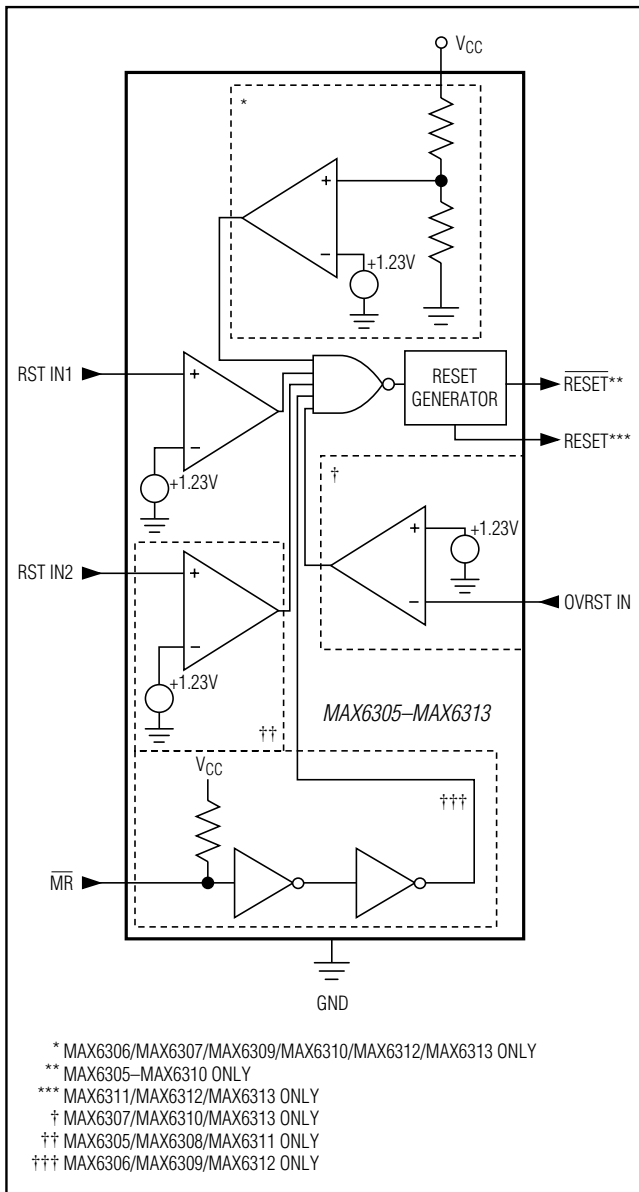 VCC
*
+
−
+1.23V
RST IN1
+
−
+1.23V
RESET
GENERATOR
RESET**
RESET***
†
+
−
+1.23V
RST IN2
+
−
+1.23V
OVRST IN
MAX6305–MAX6313
††
VCC
†††
MR
GND
* MAX6306/MAX6307/MAX6309/MAX6310/MAX6312/MAX6313 ONLY
** MAX6305–MAX6310 ONLY
*** MAX6311/MAX6312/MAX6313 ONLY
† MAX6307/MAX6310/MAX6313 ONLY
†† MAX6305/MAX6308/MAX6311 ONLY
††† MAX6306/MAX6309/MAX6312 ONLY